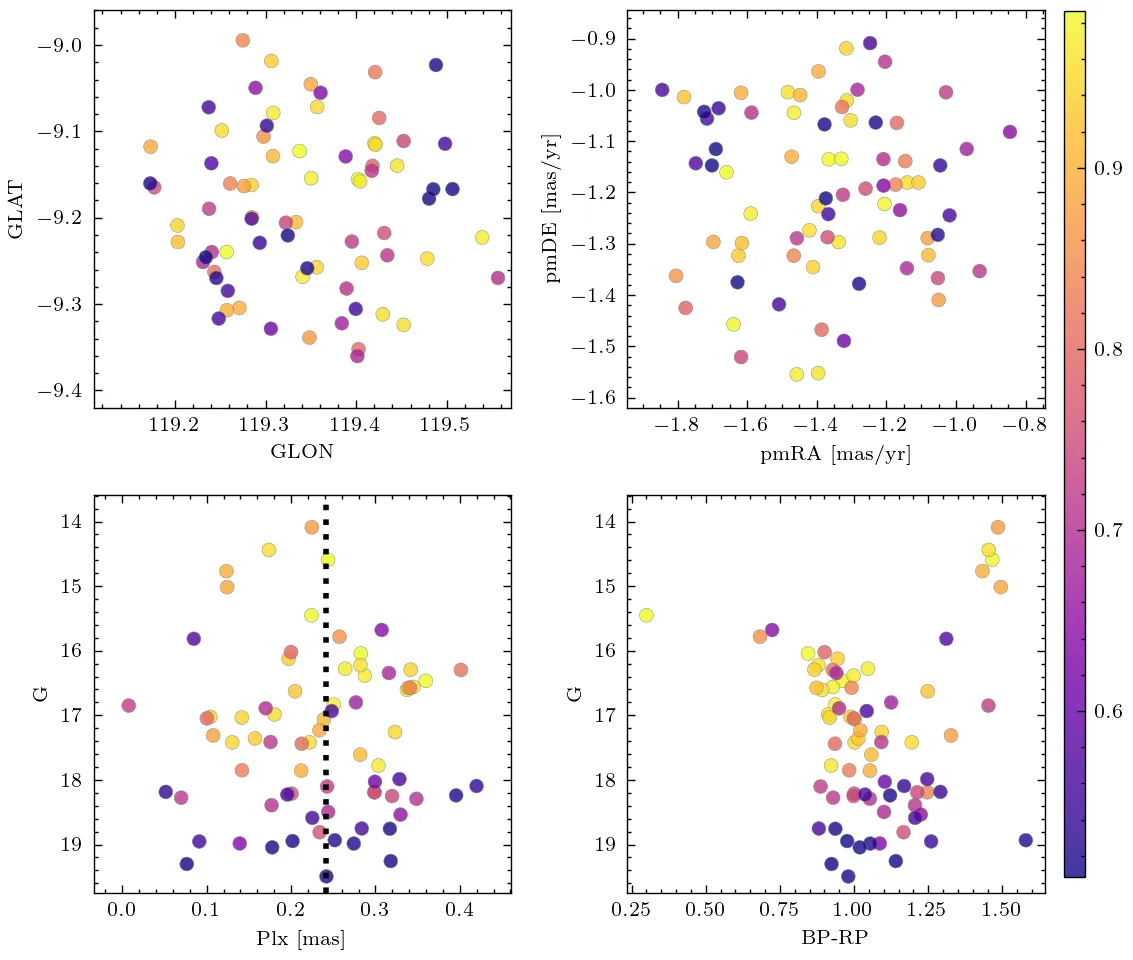 −9.0
−9.1
−9.2
−9.3
−9.4
GLAT
119.2 119.3 119.4 119.5
GLON
−0.9
−1.0
−1.1
−1.2
−1.3
−1.4
−1.5
−1.6
pmDE [mas/yr]
−1.8 −1.6 −1.4 −1.2 −1.0 −0.8
pmRA [mas/yr]
14
15
16
17
18
19
G
0.0 0.1 0.2 0.3 0.4
Plx [mas]
14
15
16
17
18
19
G
0.25 0.50 0.75 1.00 1.25 1.50
BP-RP
0.9
0.8
0.7
0.6